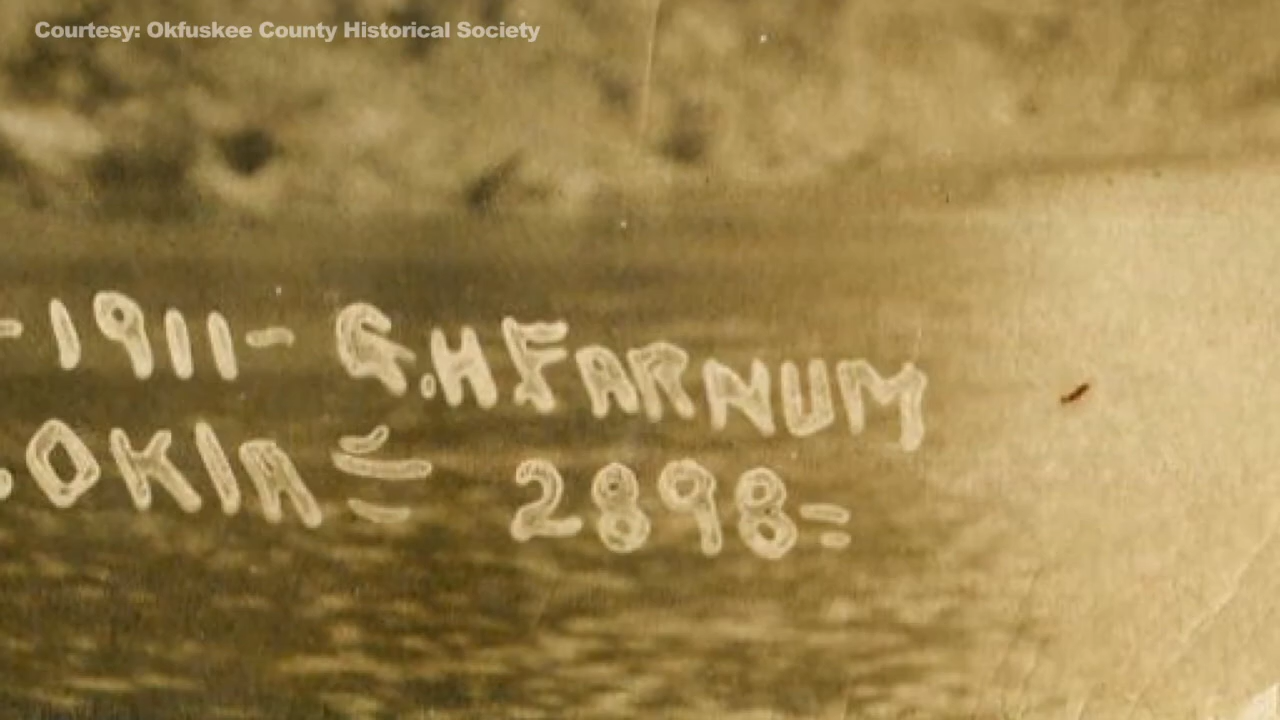 Courtesy: Okfuskee County Historical Society
-1911- G.H FARNUM
.OKlA= 2898=